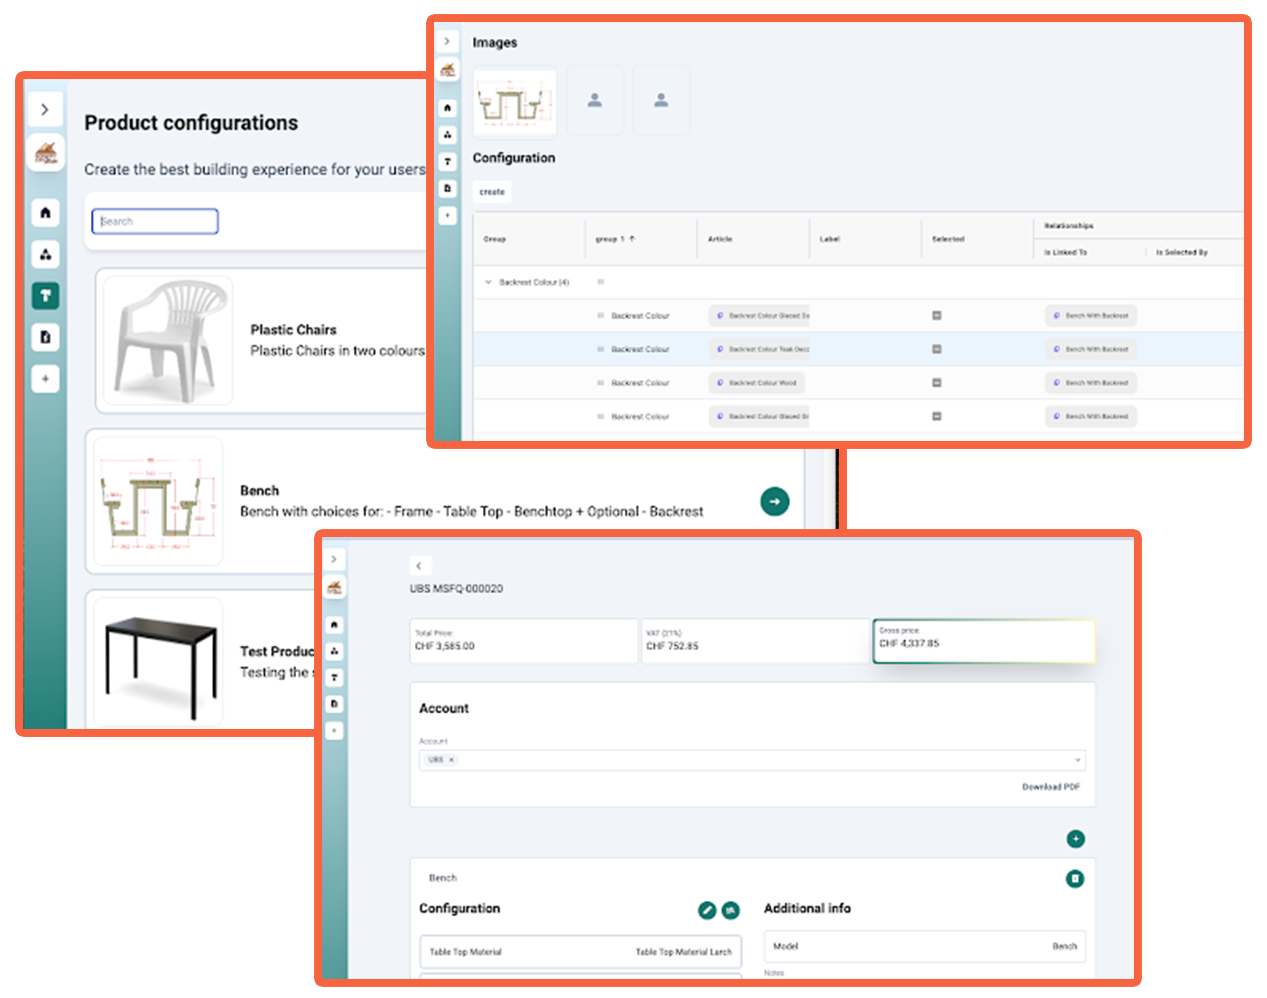 Product configurations
Create the best building experience for your users
Search
Plastic Chairs
Plastic Chairs in two colours
Bench
Bench with choices for: - Frame - Table Top - Benchtop + Optional - Backrest
Test Produc
Testing the s
Images
Configuration
create
Group
group 1
Article
Label
Selected
Relationships
Is Linked To
Is Selected By
Backrest Colour (4)
Backrest Colour
Backrest Colour Glaced
Bench With Backrest
Backrest Colour
Backrest Colour Teak Deco
Bench With Backrest
Backrest Colour
Backrest Colour Wood
Bench With Backrest
Backrest Colour
Backrest Colour Glaced
Bench With Backrest
UBS MSFQ-000020
Total Price:
CHF 3,585.00
VAT (21%)
CHF 752.85
Gross price:
CHF 4,337.85
Account
Account
UBS ×
Download PDF
Bench
Configuration
Additional info
Table Top Material
Table Top Material Larch
Model
Bench
Notes